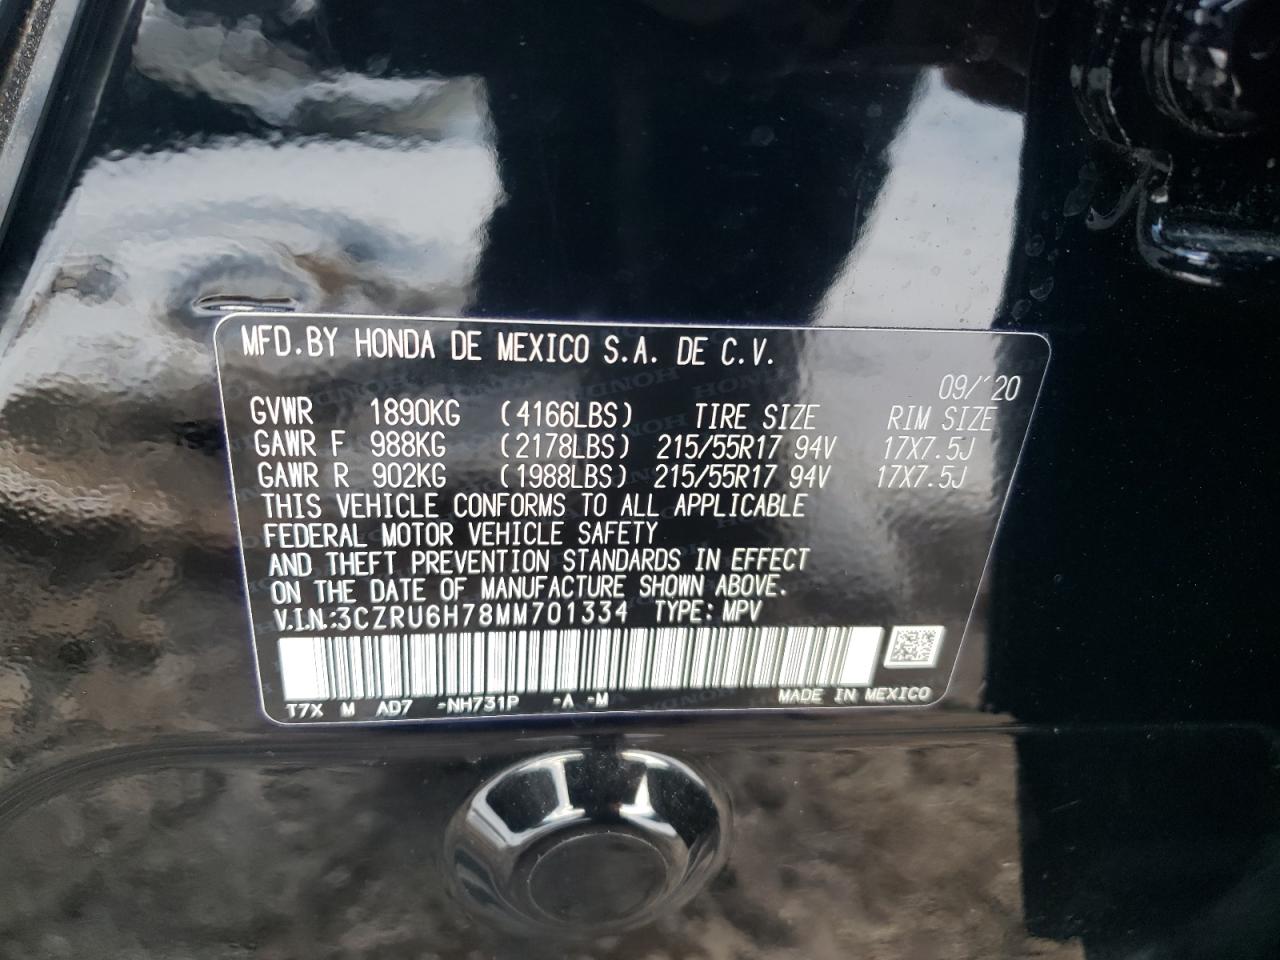 MFD.BY HONDA DE MEXICO S.A. DE C.V.
09/'20
GVWR 1890KG (4166LBS) TIRE SIZE RIM SIZE
GAWR F 988KG (2178LBS) 215/55R17 94V 17X7.5J
GAWR R 902KG (1988LBS) 215/55R17 94V 17X7.5J
THIS VEHICLE CONFORMS TO ALL APPLICABLE
FEDERAL MOTOR VEHICLE SAFETY
AND THEFT PREVENTION STANDARDS IN EFFECT
ON THE DATE OF MANUFACTURE SHOWN ABOVE.
V.I.N.:3CZRU6H78MM701334 TYPE: MPV
T7X M AD7 -NH731P -A -M MADE IN MEXICO